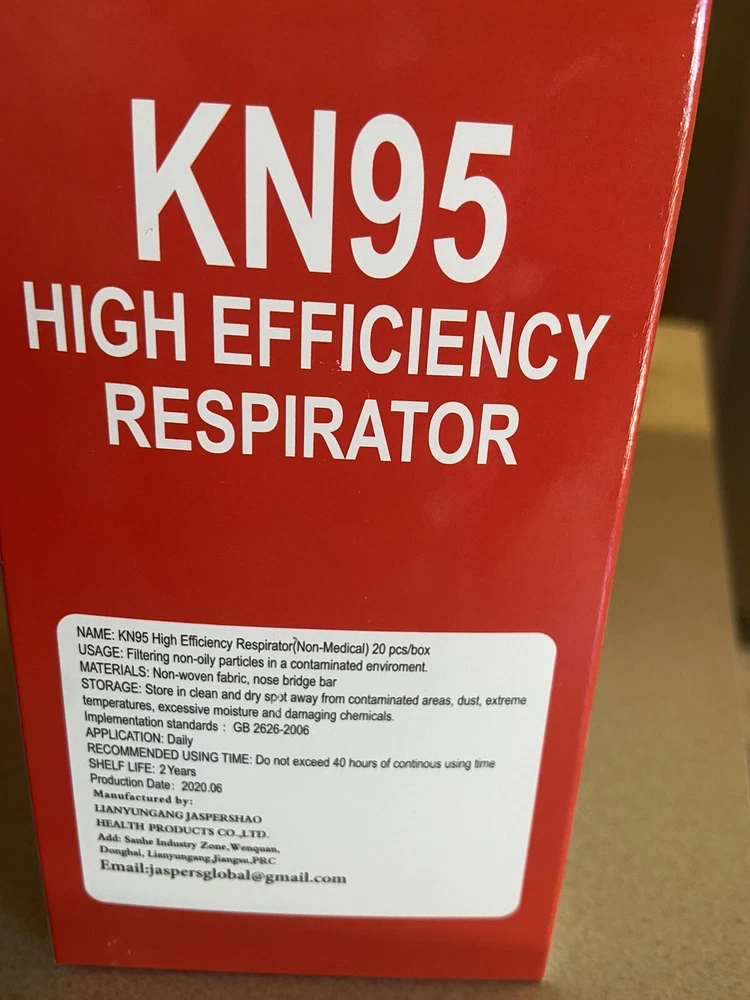 KN95
HIGH EFFICIENCY
RESPIRATOR
NAME: KN95 High Efficiency Respirator(Non-Medical) 20 pcs/box
USAGE: Filtering non-oily particles in a contaminated enviroment.
MATERIALS: Non-woven fabric, nose bridge bar
STORAGE: Store in clean and dry spot away from contaminated areas, dust, extreme
temperatures, excessive moisture and damaging chemicals.
Implementation standards : GB 2626-2006
APPLICATION: Daily
RECOMMENDED USING TIME: Do not exceed 40 hours of continous using time
SHELF LIFE: 2 Years
Production Date: 2020.06
Manufactured by:
LIANYUNGANG JASPERSHAO
HEALTH PRODUCTS CO.,LTD.
Add: Sanhe Industry Zone,Wenquan,
Donghai, Lianyungang,Jiangsu,PRC
Email:jaspersglobal@gmail.com